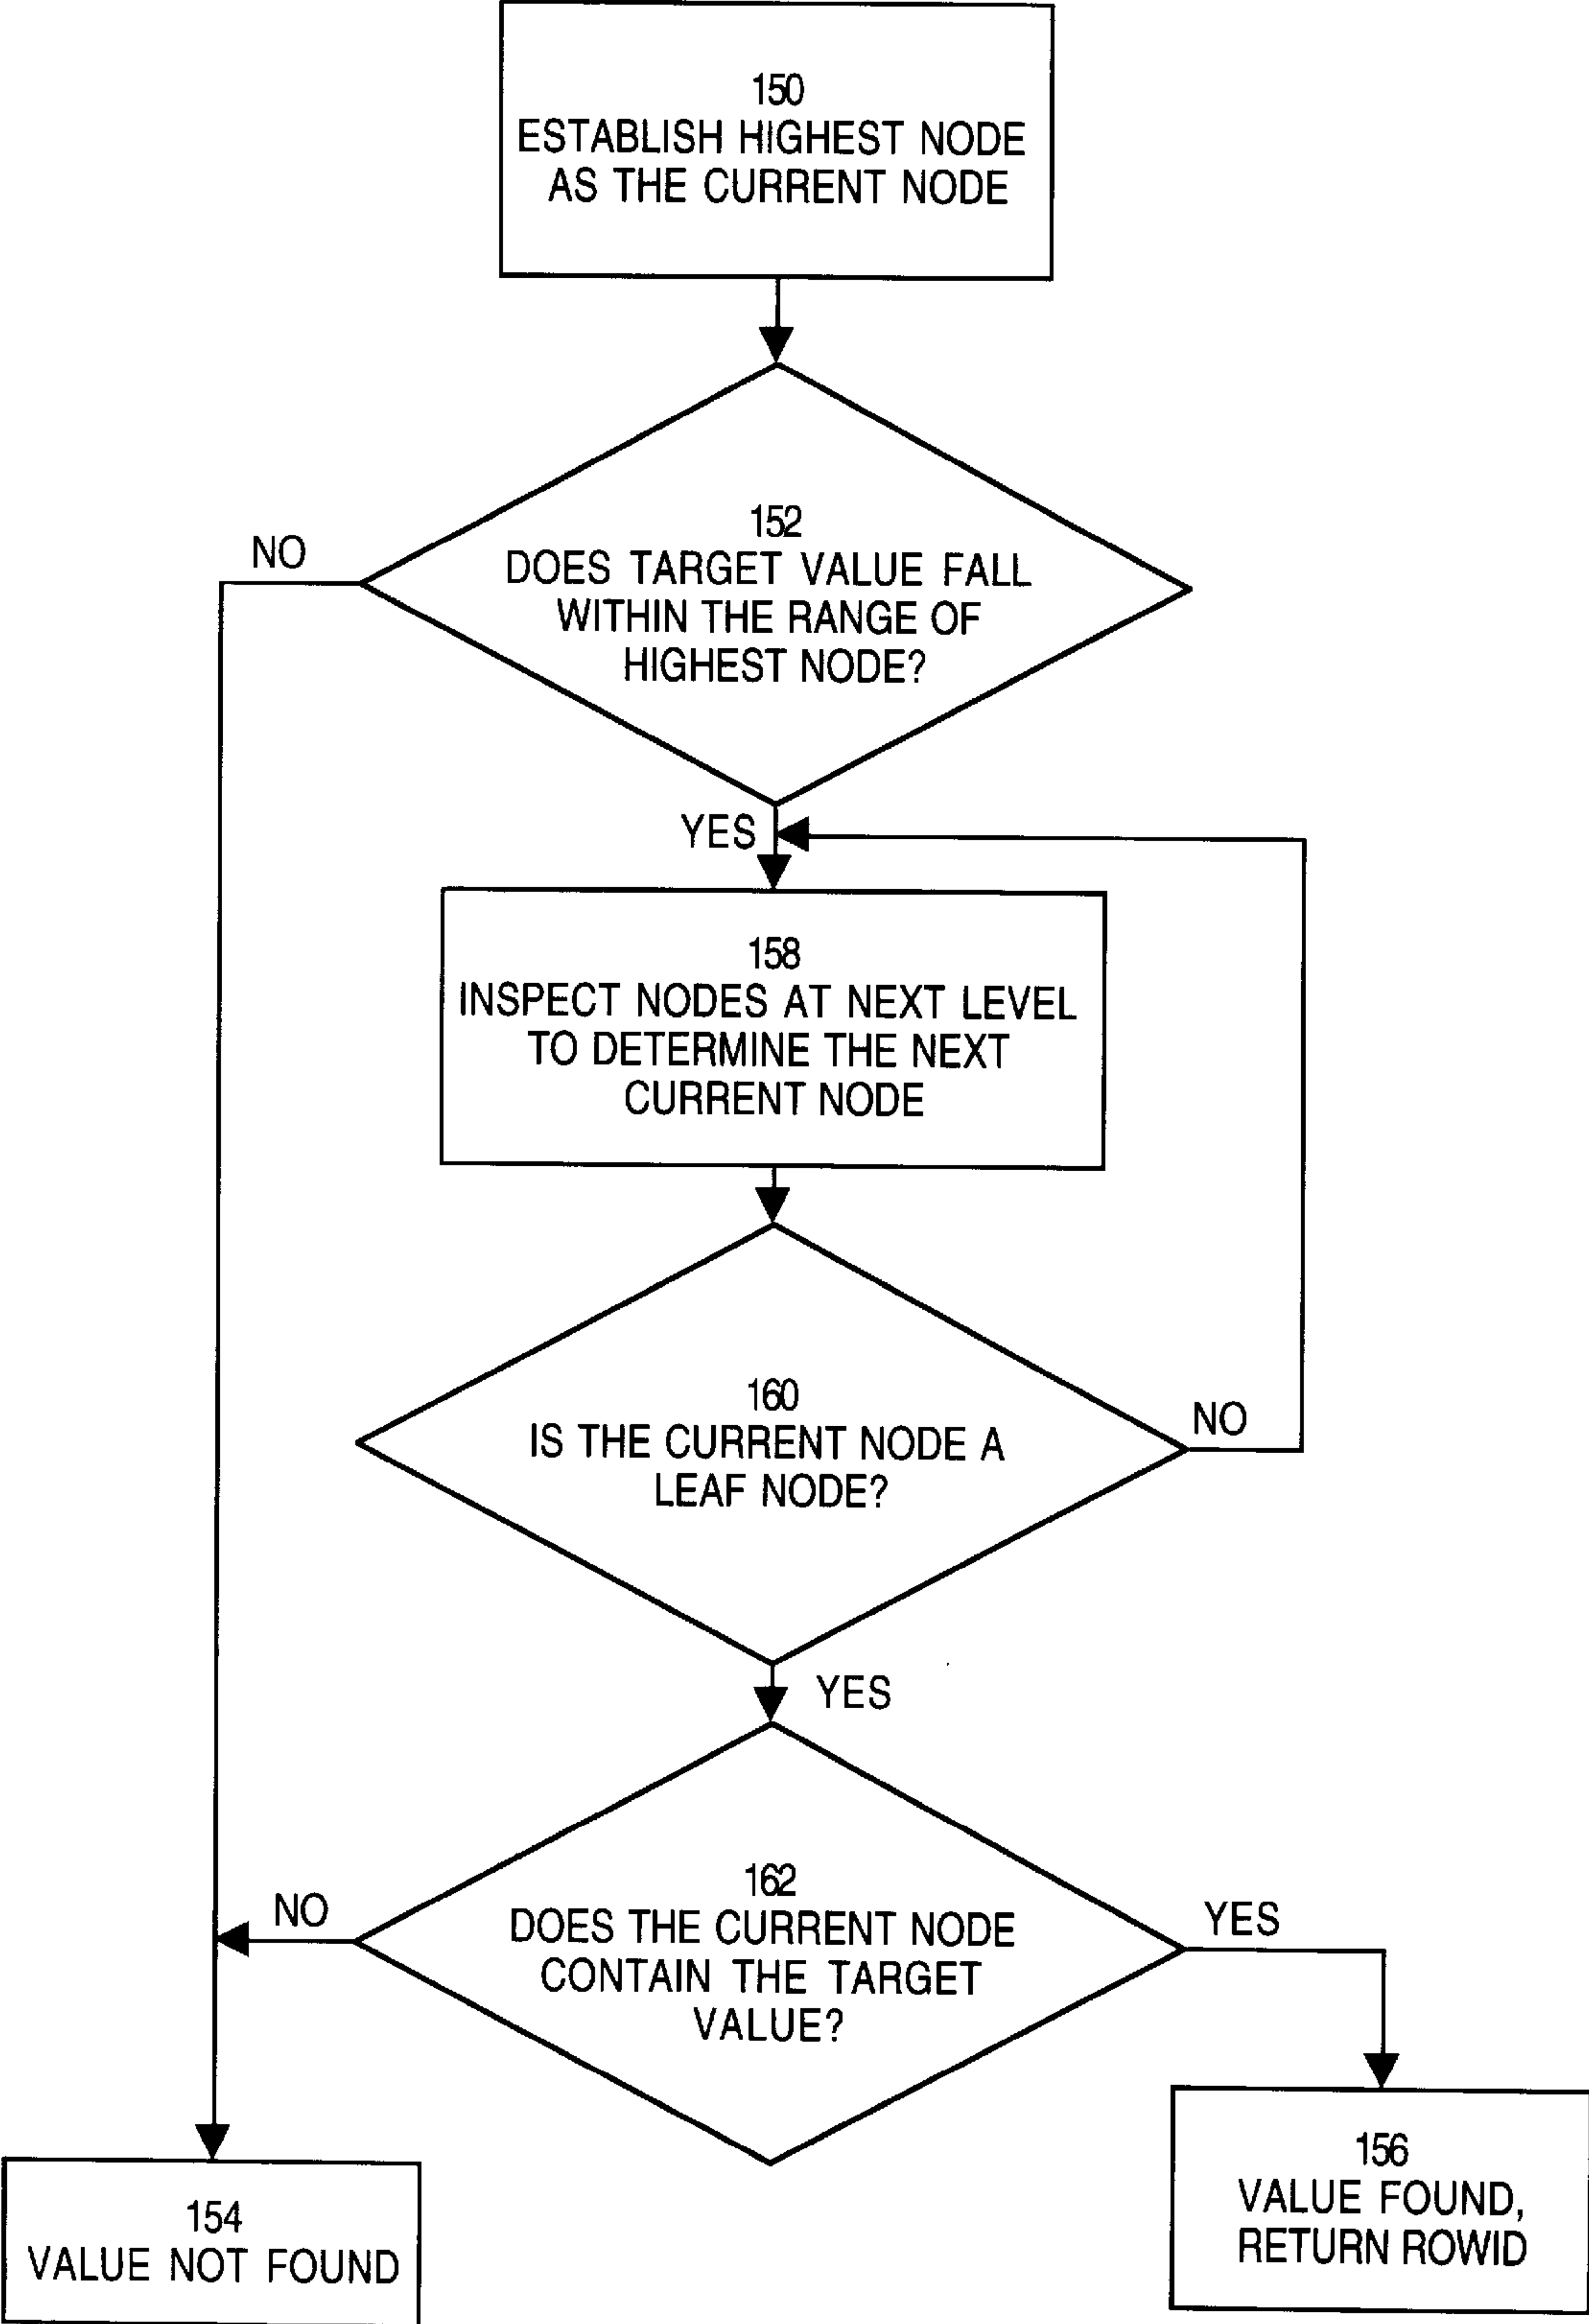 150
ESTABLISH HIGHEST NODE
AS THE CURRENT NODE
152
DOES TARGET VALUE FALL
WITHIN THE RANGE OF
HIGHEST NODE?
NO
YES
158
INSPECT NODES AT NEXT LEVEL
TO DETERMINE THE NEXT
CURRENT NODE
160
IS THE CURRENT NODE A
LEAF NODE?
NO
YES
162
DOES THE CURRENT NODE
CONTAIN THE TARGET
VALUE?
NO
YES
154
VALUE NOT FOUND
156
VALUE FOUND,
RETURN ROWID